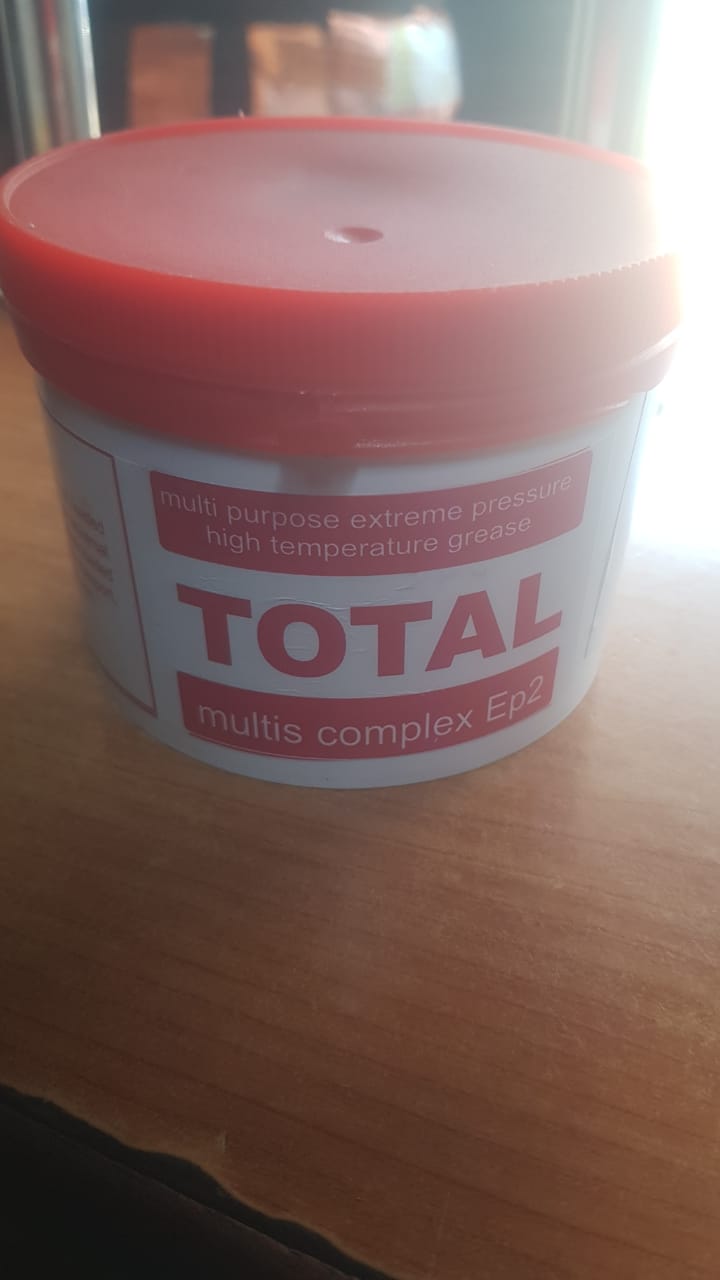 multi purpose extreme pressure
high temperature grease
TOTAL
multis complex Ep2